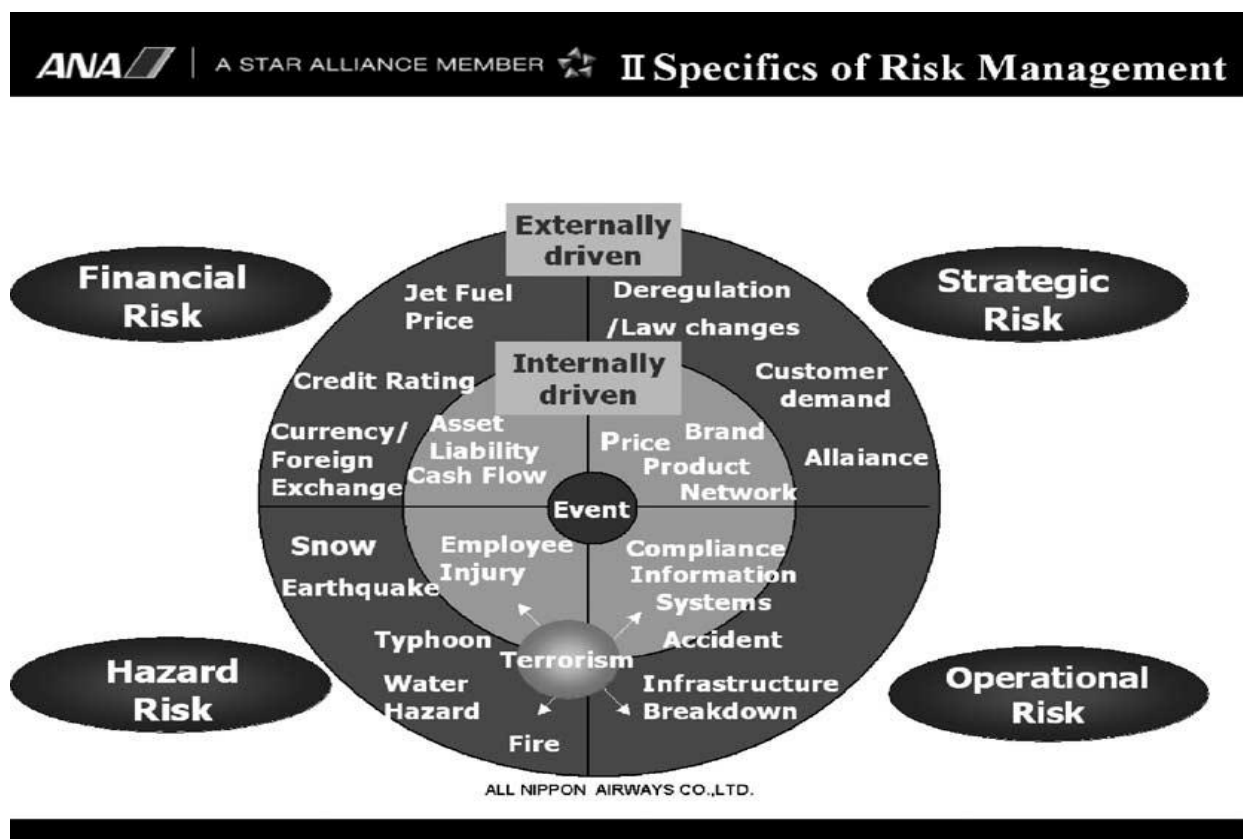 ANA | A STAR ALLIANCE MEMBER Ⅱ Specifics of Risk Management
Externally
driven
Financial
Risk
Strategic
Risk
Jet Fuel
Price
Credit Rating
Currency/
Foreign
Exchange
Deregulation
/Law changes
Customer
demand
Allaiance
Internally
driven
Asset
Liability
Cash Flow
Price
Brand
Product
Network
Event
Snow
Earthquake
Typhoon
Water
Hazard
Fire
Employee
Injury
Compliance
Information
Systems
Accident
Terrorism
Infrastructure
Breakdown
Hazard
Risk
Operational
Risk
ALL NIPPON AIRWAYS CO.,LTD.